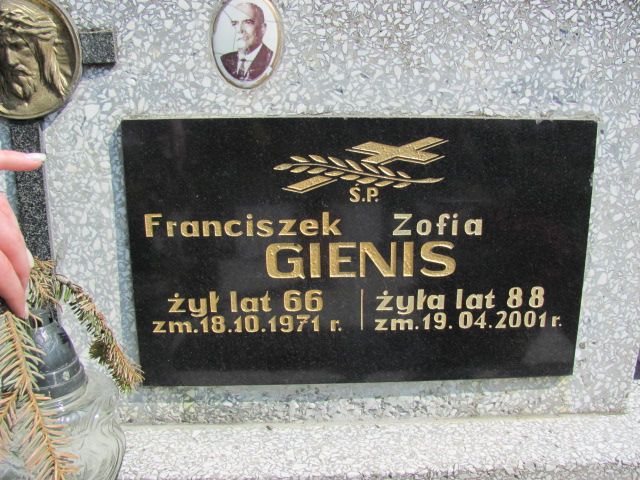 Ś.P.
Franciszek Zofia
GIENIS
żył lat 66 żyła lat 88
zm. 18.10.1971 r. zm. 19. 04.2001 r.